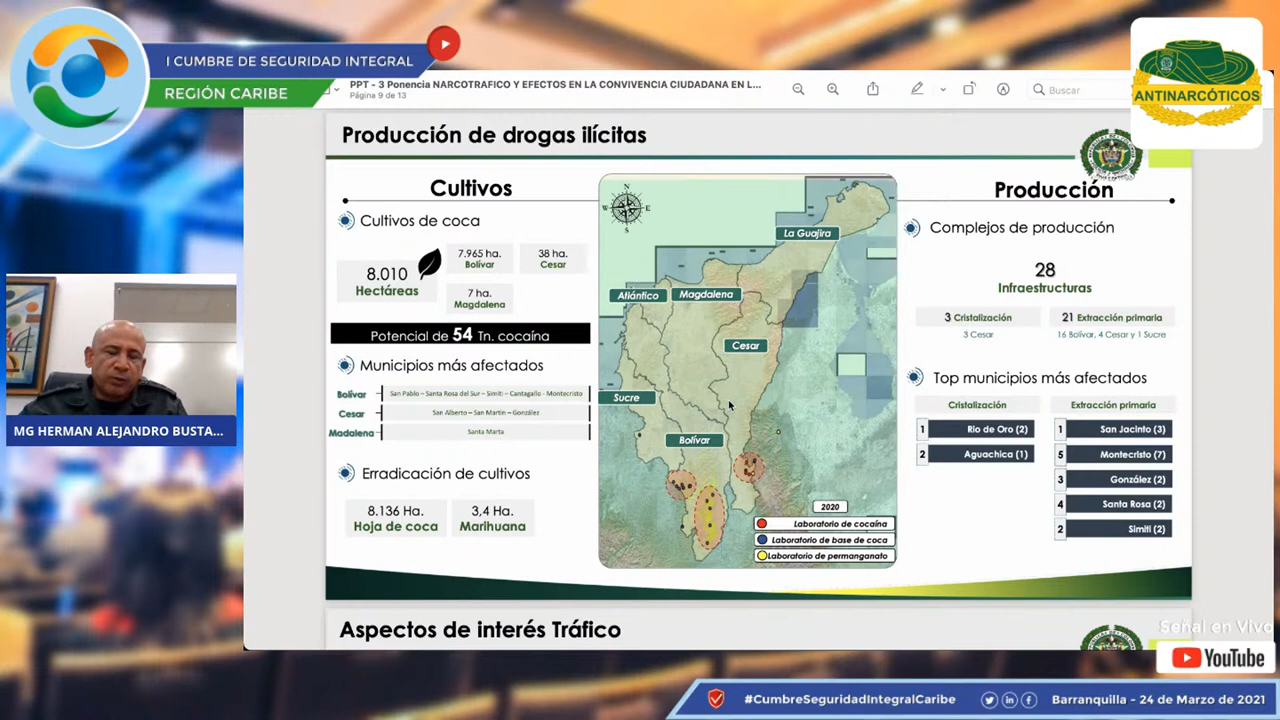 I CUMBRE DE SEGURIDAD INTEGRAL
REGIÓN CARIBE
PPT - 3 Ponencia NARCOTRAFICO Y EFECTOS EN LA CONVIVENCIA CIUDADANA EN L...
Página 9 de 13
Buscar
ANTINARCÓTICOS
Producción de drogas ilícitas
Cultivos
Cultivos de coca
8.010
Hectáreas
7.965 ha.
Bolívar
38 ha.
Cesar
7 ha.
Magdalena
Potencial de 54 Tn. cocaína
Municipios más afectados
Bolívar
San Pablo – Santa Rosa del Sur – Simiti – Cantagallo - Montecristo
Cesar
San Alberto – San Martin – González
Madalena
Santa Marta
Erradicación de cultivos
8.136 Ha.
Hoja de coca
3,4 Ha.
Marihuana
N
E
S
La Guajira
Atlántico
Magdalena
Cesar
Sucre
Bolívar
2020
Laboratorio de cocaína
Laboratorio de base de coca
Laboratorio de permanganato
Producción
Complejos de producción
28
Infraestructuras
3 Cristalización
3 Cesar
21 Extracción primaria
16 Bolívar, 4 Cesar y 1 Sucre
Top municipios más afectados
Cristalización
1 Rio de Oro (2)
2 Aguachica (1)
Extracción primaria
1 San Jacinto (3)
5 Montecristo (7)
3 González (2)
4 Santa Rosa (2)
2 Simiti (2)
Aspectos de interés Tráfico
MG HERMAN ALEJANDRO BUSTA...
Señal en Vivo
YouTube
#CumbreSeguridadIntegralCaribe
Barranquilla - 24 de Marzo de 2021